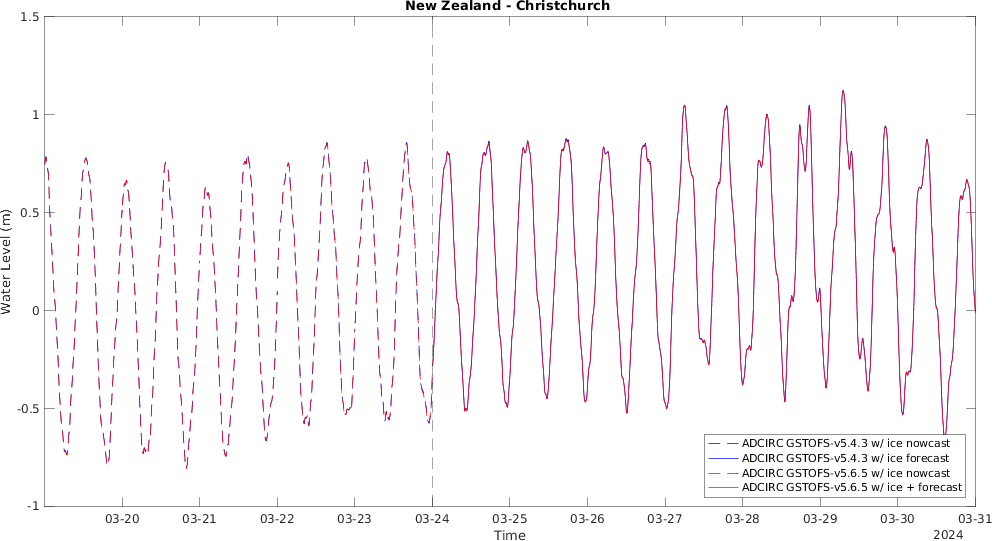 New Zealand - Christchurch
Water Level (m)
1.5
1
0.5
0
-0.5
-1
ADCIRC GSTOFS-v5.4.3 w/ ice nowcast
ADCIRC GSTOFS-v5.4.3 w/ ice forecast
ADCIRC GSTOFS-v5.6.5 w/ ice nowcast
ADCIRC GSTOFS-v5.6.5 w/ ice + forecast
03-20 03-21 03-22 03-23 03-24 03-25 03-26 03-27 03-28 03-29 03-30 03-31
Time
2024